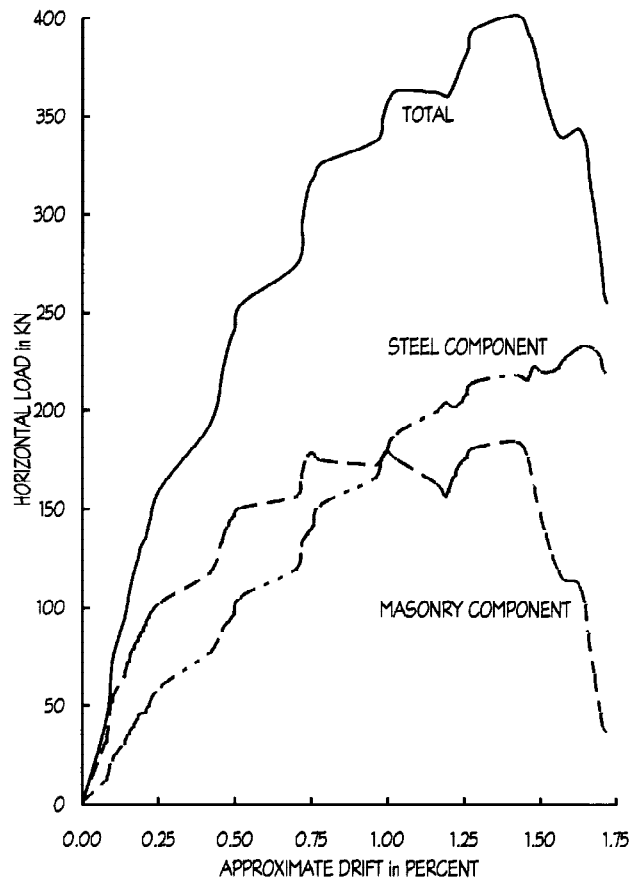 400
350
300
250
200
150
100
50
0
HORIZONTAL LOAD in KN
TOTAL
STEEL COMPONENT
MASONRY COMPONENT
0.00 0.25 0.50 0.75 1.00 1.25 1.50 1.75
APPROXIMATE DRIFT in PERCENT